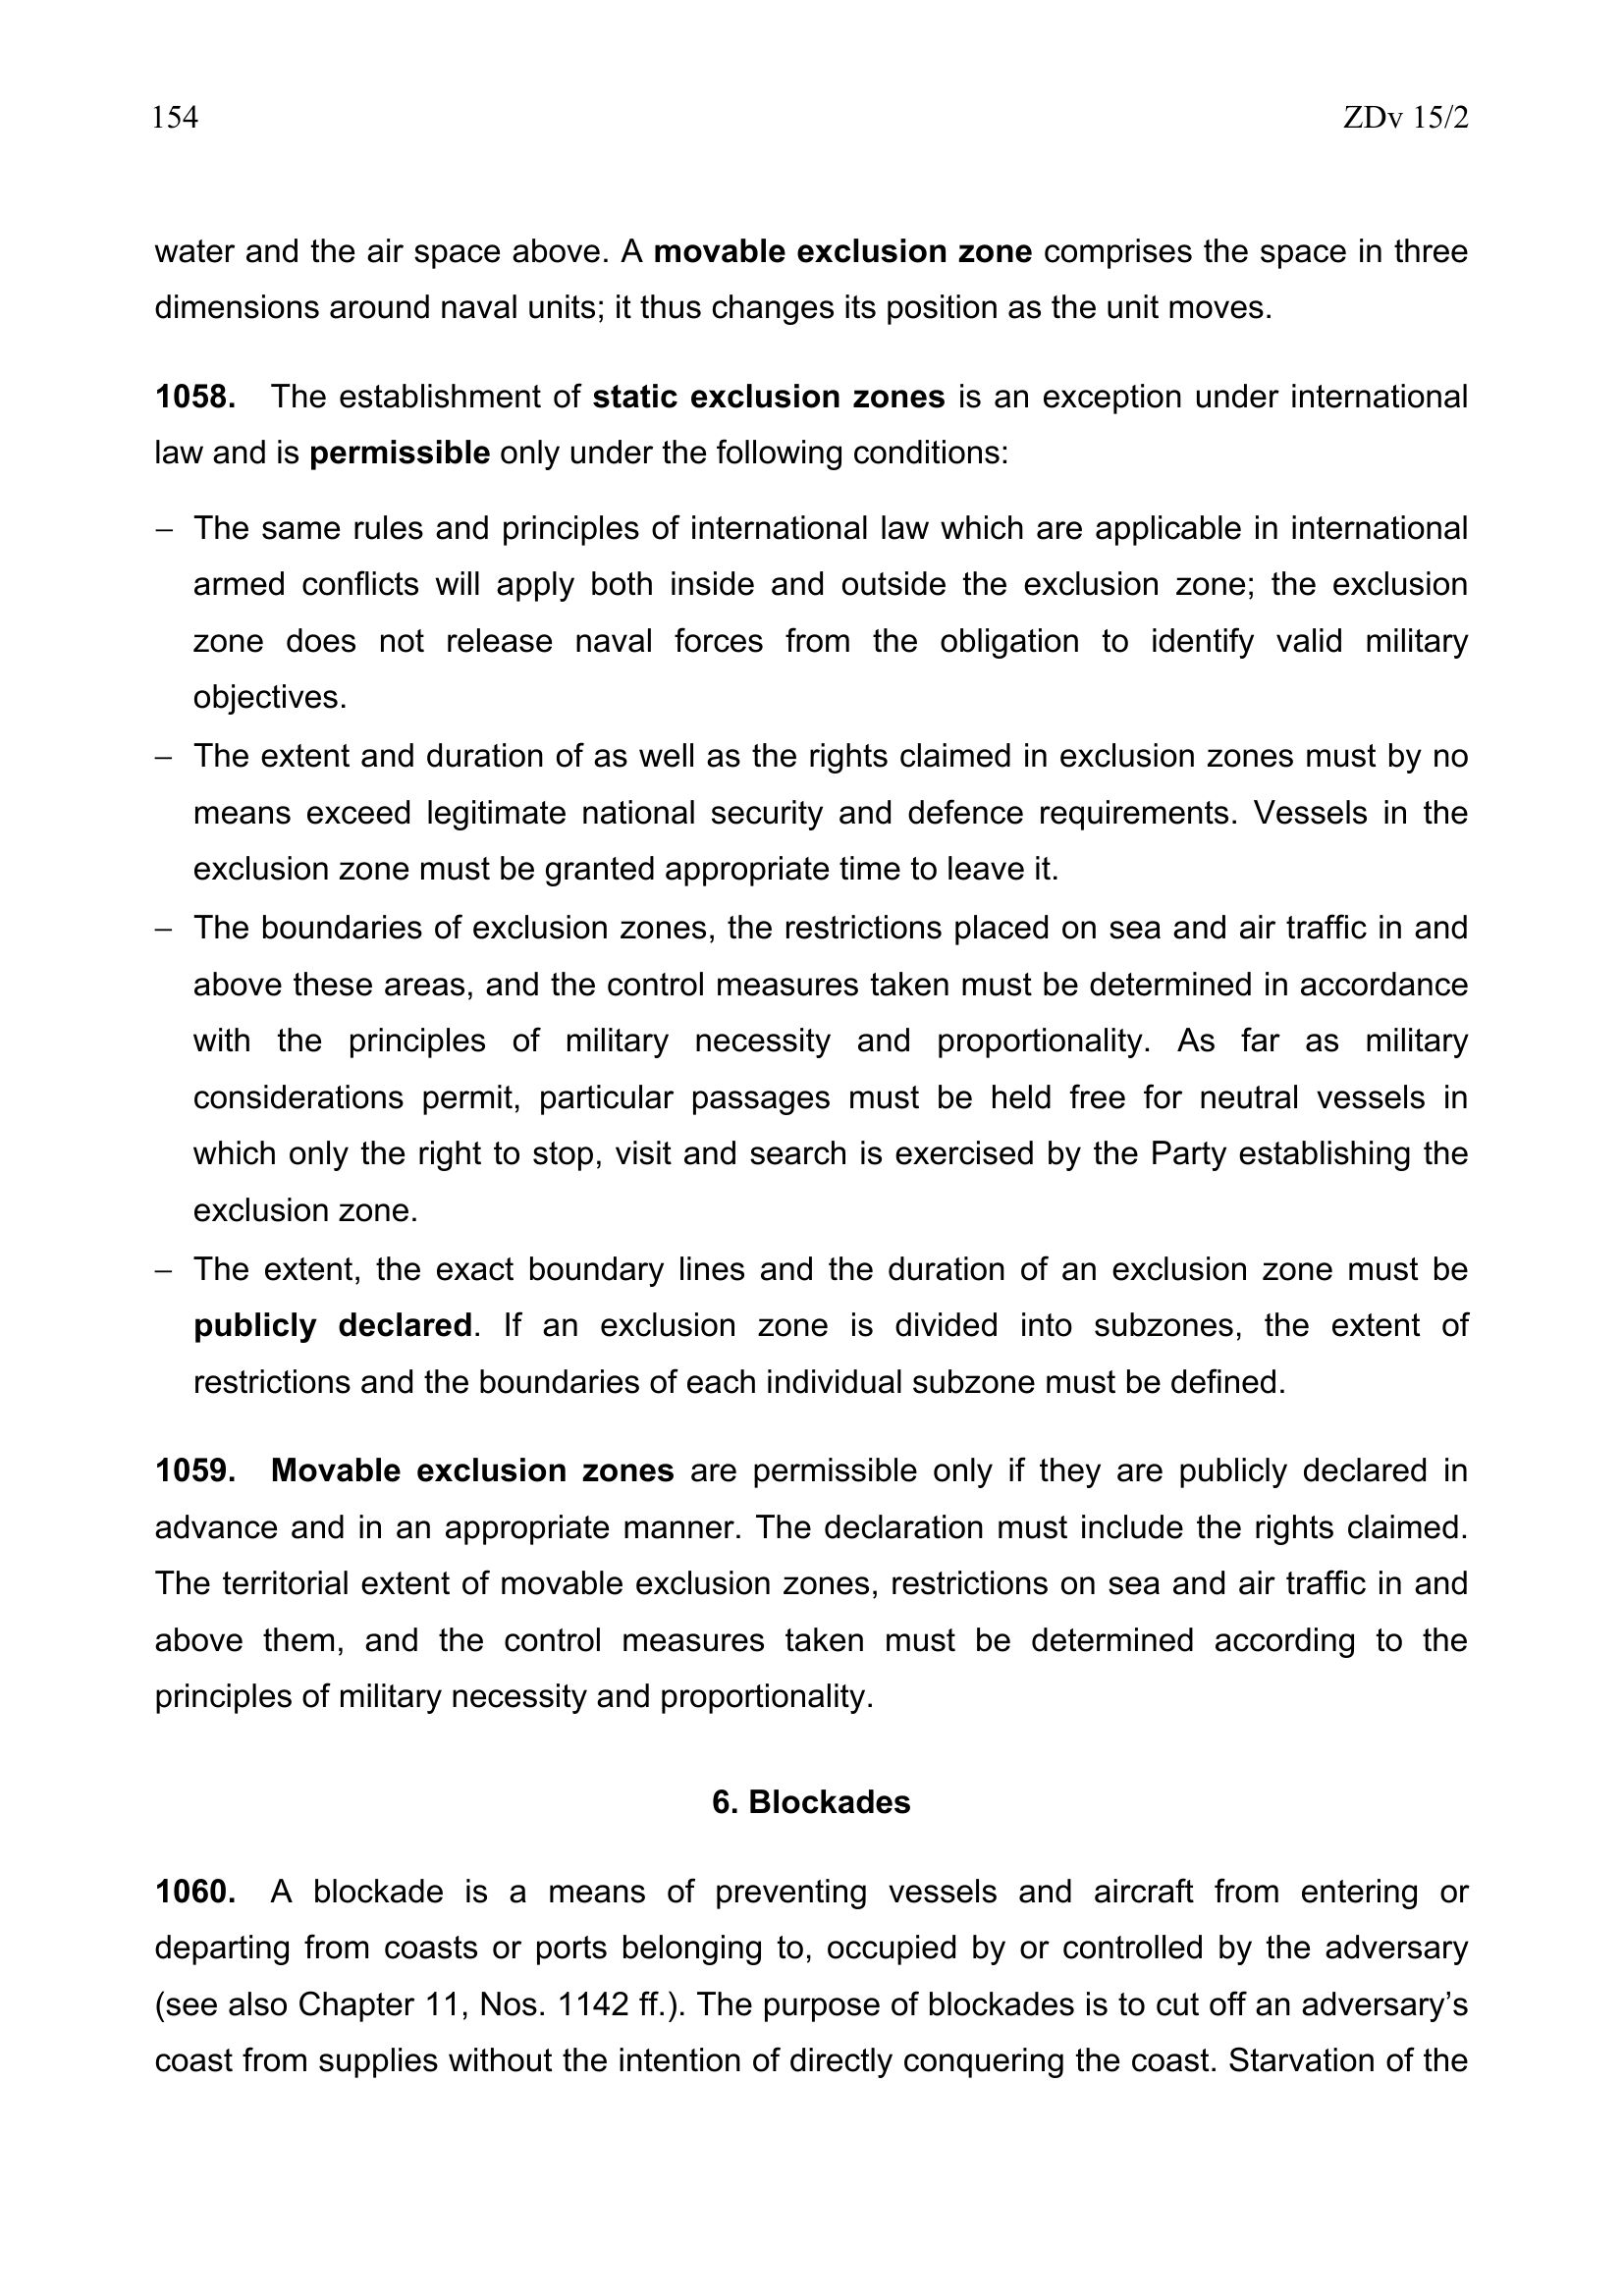 154 ZDv 15/2
water and the air space above. A movable exclusion zone comprises the space in three
dimensions around naval units; it thus changes its position as the unit moves.
1058. The establishment of static exclusion zones is an exception under international
law and is permissible only under the following conditions:
– The same rules and principles of international law which are applicable in international
armed conflicts will apply both inside and outside the exclusion zone; the exclusion
zone does not release naval forces from the obligation to identify valid military
objectives.
– The extent and duration of as well as the rights claimed in exclusion zones must by no
means exceed legitimate national security and defence requirements. Vessels in the
exclusion zone must be granted appropriate time to leave it.
– The boundaries of exclusion zones, the restrictions placed on sea and air traffic in and
above these areas, and the control measures taken must be determined in accordance
with the principles of military necessity and proportionality. As far as military
considerations permit, particular passages must be held free for neutral vessels in
which only the right to stop, visit and search is exercised by the Party establishing the
exclusion zone.
– The extent, the exact boundary lines and the duration of an exclusion zone must be
publicly declared. If an exclusion zone is divided into subzones, the extent of
restrictions and the boundaries of each individual subzone must be defined.
1059. Movable exclusion zones are permissible only if they are publicly declared in
advance and in an appropriate manner. The declaration must include the rights claimed.
The territorial extent of movable exclusion zones, restrictions on sea and air traffic in and
above them, and the control measures taken must be determined according to the
principles of military necessity and proportionality.
6. Blockades
1060. A blockade is a means of preventing vessels and aircraft from entering or
departing from coasts or ports belonging to, occupied by or controlled by the adversary
(see also Chapter 11, Nos. 1142 ff.). The purpose of blockades is to cut off an adversary’s
coast from supplies without the intention of directly conquering the coast. Starvation of the